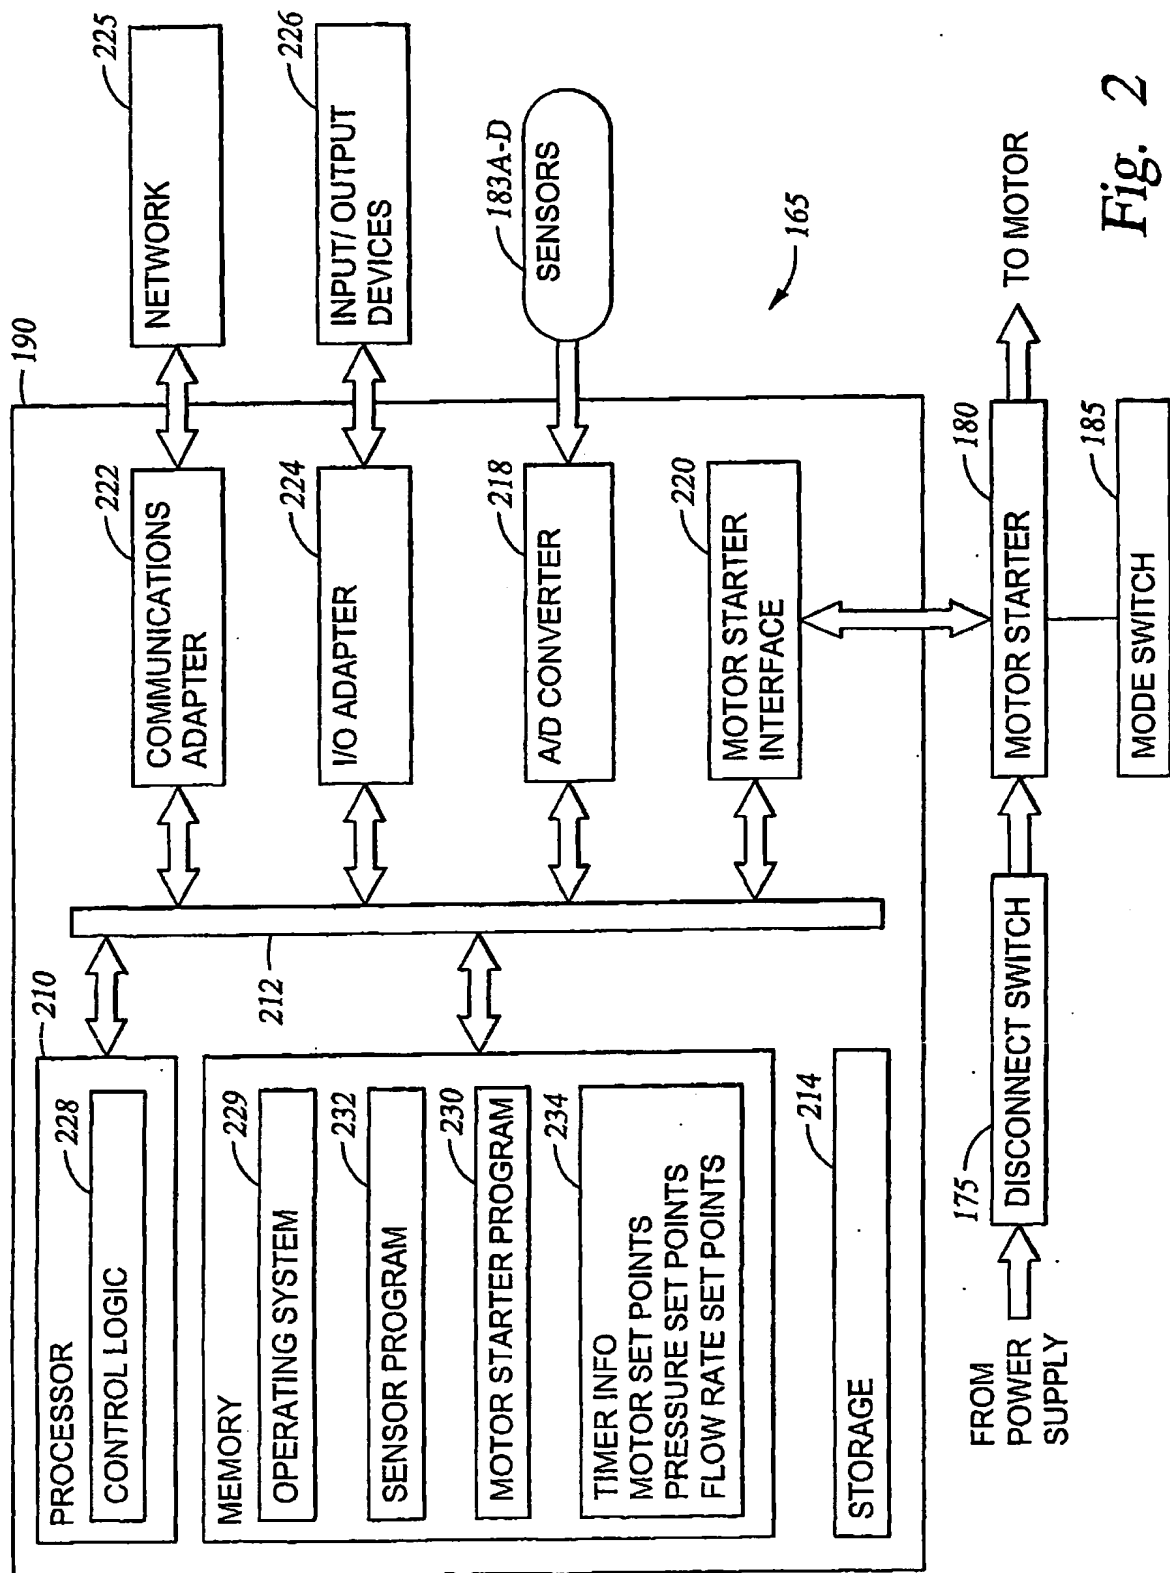 190
PROCESSOR
210
228
CONTROL LOGIC
MEMORY
229
OPERATING SYSTEM
232
SENSOR PROGRAM
230
MOTOR STARTER PROGRAM
234
TIMER INFO
MOTOR SET POINTS
PRESSURE SET POINTS
FLOW RATE SET POINTS
214
STORAGE
212
222
COMMUNICATIONS
ADAPTER
224
I/O ADAPTER
218
A/D CONVERTER
220
MOTOR STARTER
INTERFACE
225
NETWORK
226
INPUT/ OUTPUT
DEVICES
183A-D
SENSORS
165
FROM
POWER
SUPPLY
175
DISCONNECT SWITCH
180
MOTOR STARTER
TO MOTOR
185
MODE SWITCH
Fig. 2